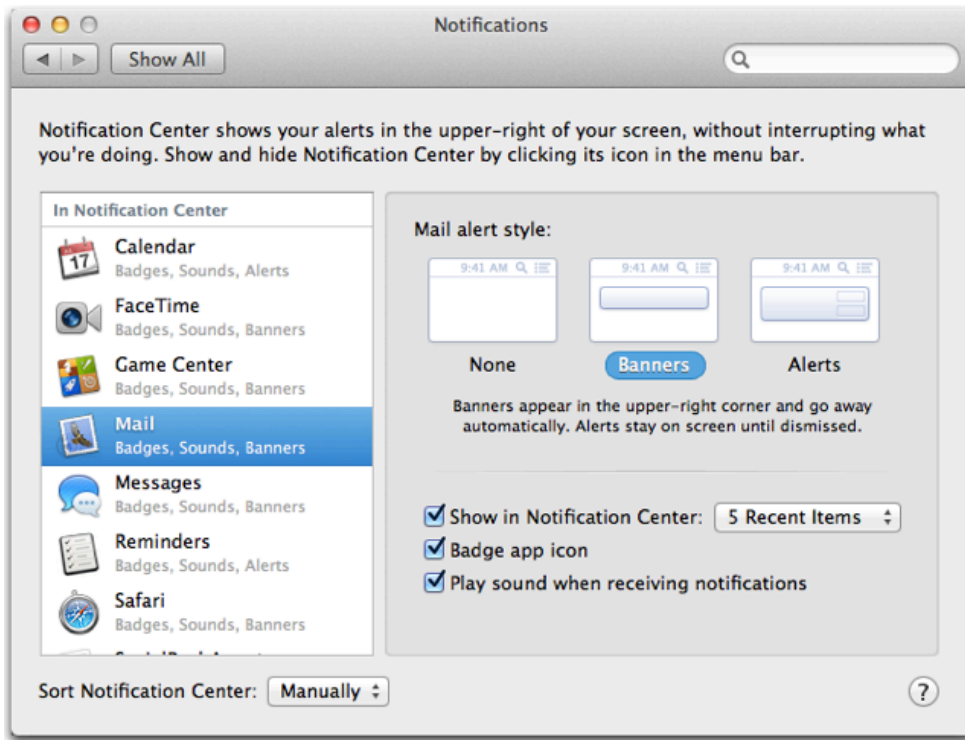 Notifications
Show All
Notification Center shows your alerts in the upper-right of your screen, without interrupting what
you're doing. Show and hide Notification Center by clicking its icon in the menu bar.
In Notification Center
17
Calendar
Badges, Sounds, Alerts
FaceTime
Badges, Sounds, Banners
Game Center
Badges, Sounds, Banners
Mail
Badges, Sounds, Banners
Messages
Badges, Sounds, Banners
Reminders
Badges, Sounds, Alerts
Safari
Badges, Sounds, Banners
Mail alert style:
9:41 AM 9:41 AM 9:41 AM
None Banners Alerts
Banners appear in the upper-right corner and go away
automatically. Alerts stay on screen until dismissed.
Show in Notification Center: 5 Recent Items
Badge app icon
Play sound when receiving notifications
Sort Notification Center: Manually ?